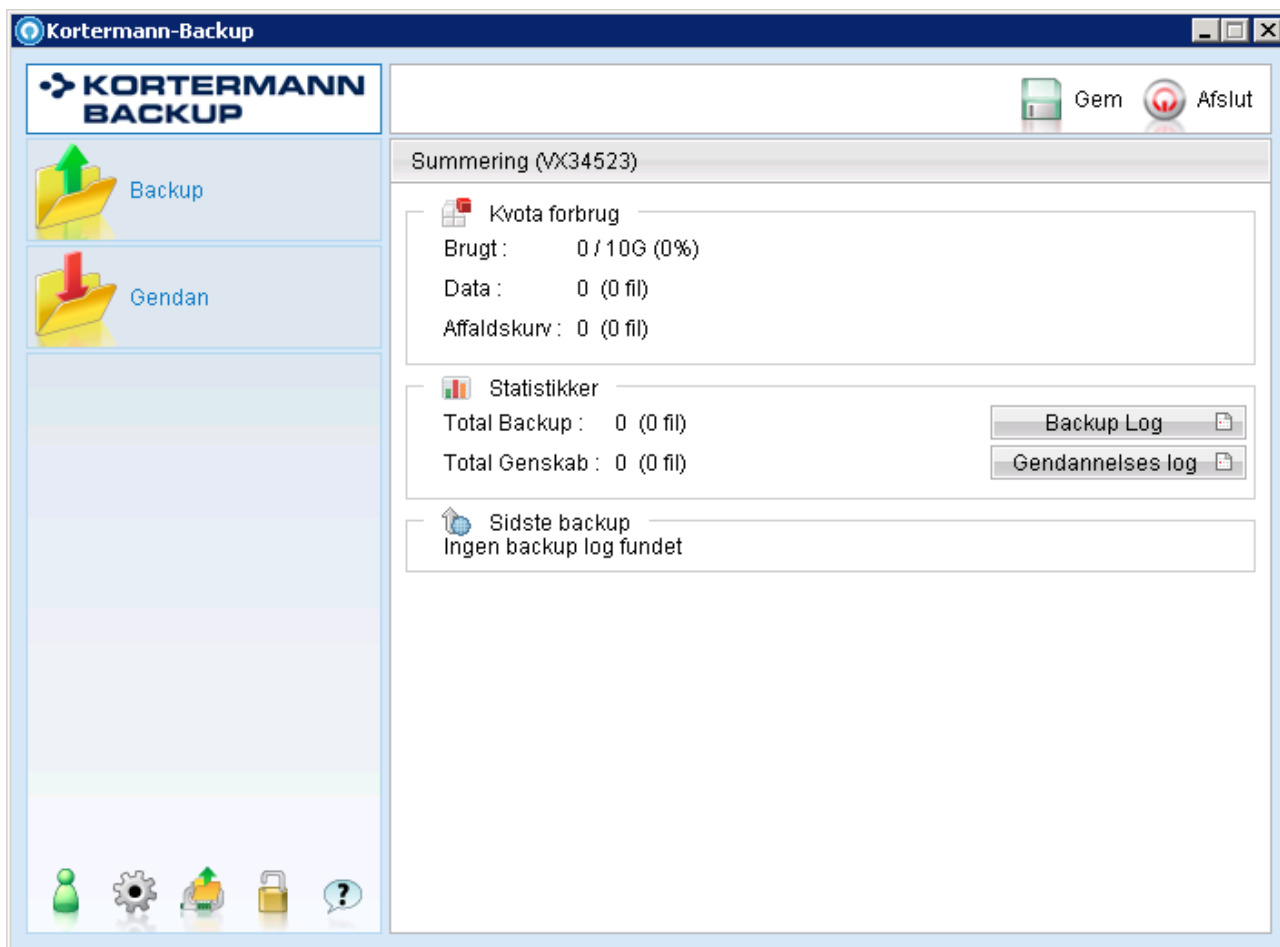 Kortermann-Backup
KORTERMANN
BACKUP
Gem
Afslut
Backup
Gendan
Summering (VX34523)
Kvota forbrug
Brugt : 0 / 10G (0%)
Data : 0 (0 fil)
Affaldskurv : 0 (0 fil)
Statistikker
Total Backup : 0 (0 fil)
Backup Log
Total Genskab : 0 (0 fil)
Gendannelses log
Sidste backup
Ingen backup log fundet
?